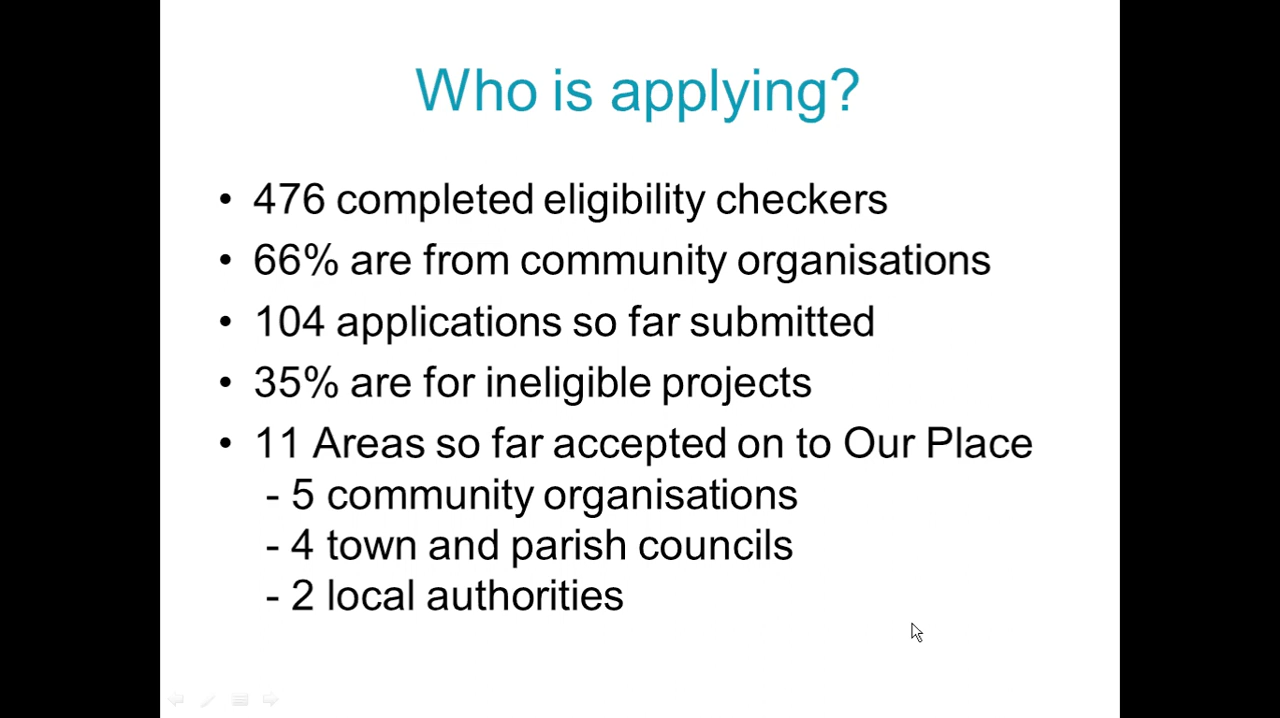 Who is applying?
• 476 completed eligibility checkers
• 66% are from community organisations
• 104 applications so far submitted
• 35% are for ineligible projects
• 11 Areas so far accepted on to Our Place
- 5 community organisations
- 4 town and parish councils
- 2 local authorities